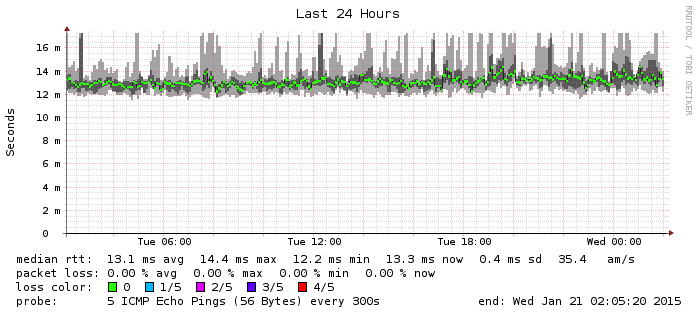 Last 24 Hours
RRDTOOL / TOBI OETIKER
Seconds
16 m
14 m
12 m
10 m
8 m
6 m
4 m
2 m
0
Tue 06:00 Tue 12:00 Tue 18:00 Wed 00:00
median rtt: 13.1 ms avg 14.4 ms max 12.2 ms min 13.3 ms now 0.4 ms sd 35.4 am/s
packet loss: 0.00 % avg 0.00 % max 0.00 % min 0.00 % now
loss color: 0 1/5 2/5 3/5 4/5
probe: 5 ICMP Echo Pings (56 Bytes) every 300s end: Wed Jan 21 02:05:20 2015